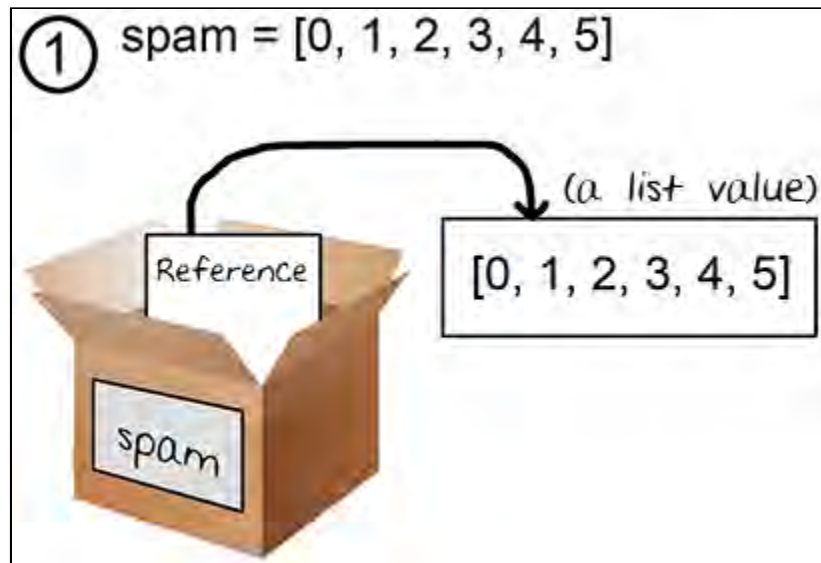 1 spam = [0, 1, 2, 3, 4, 5]
(a list value)
Reference
[0, 1, 2, 3, 4, 5]
spam